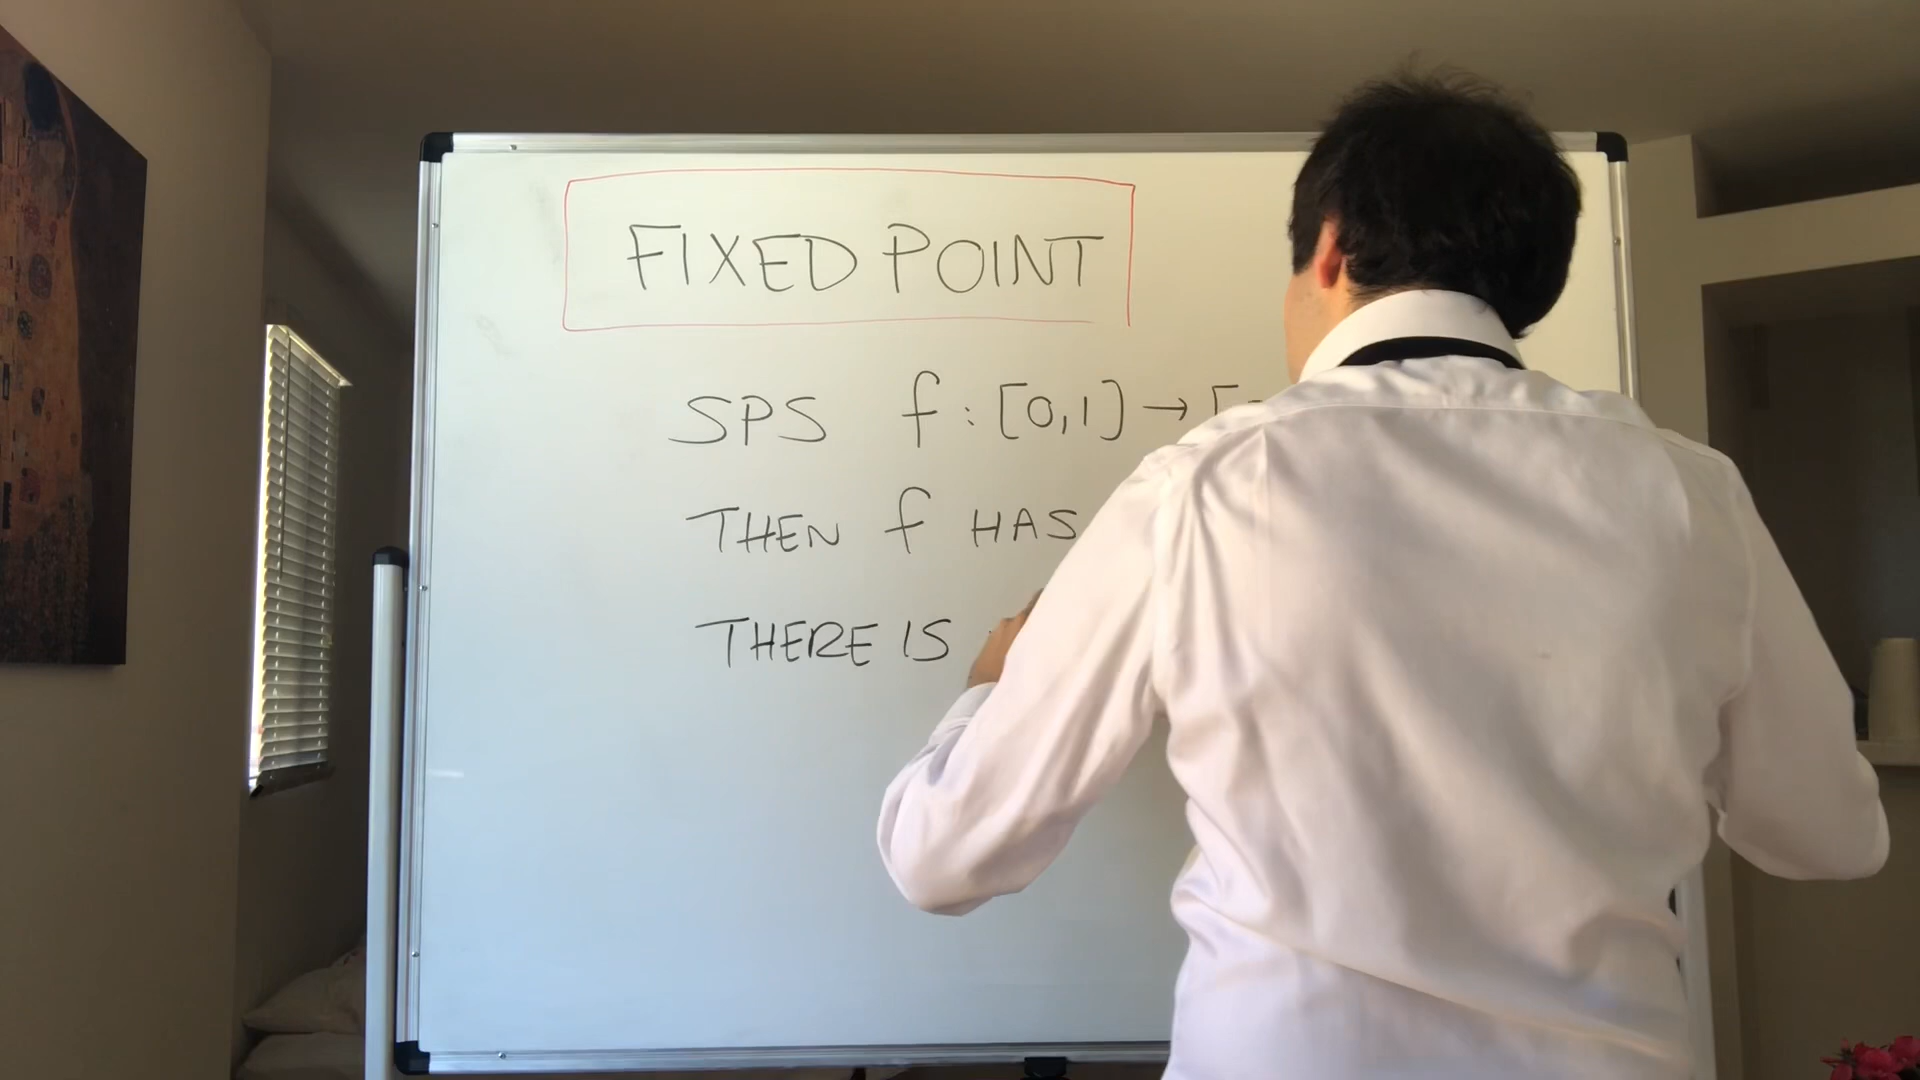 FIXED POINT
SPS f : [0,1] → [
THEN f HAS
THERE IS